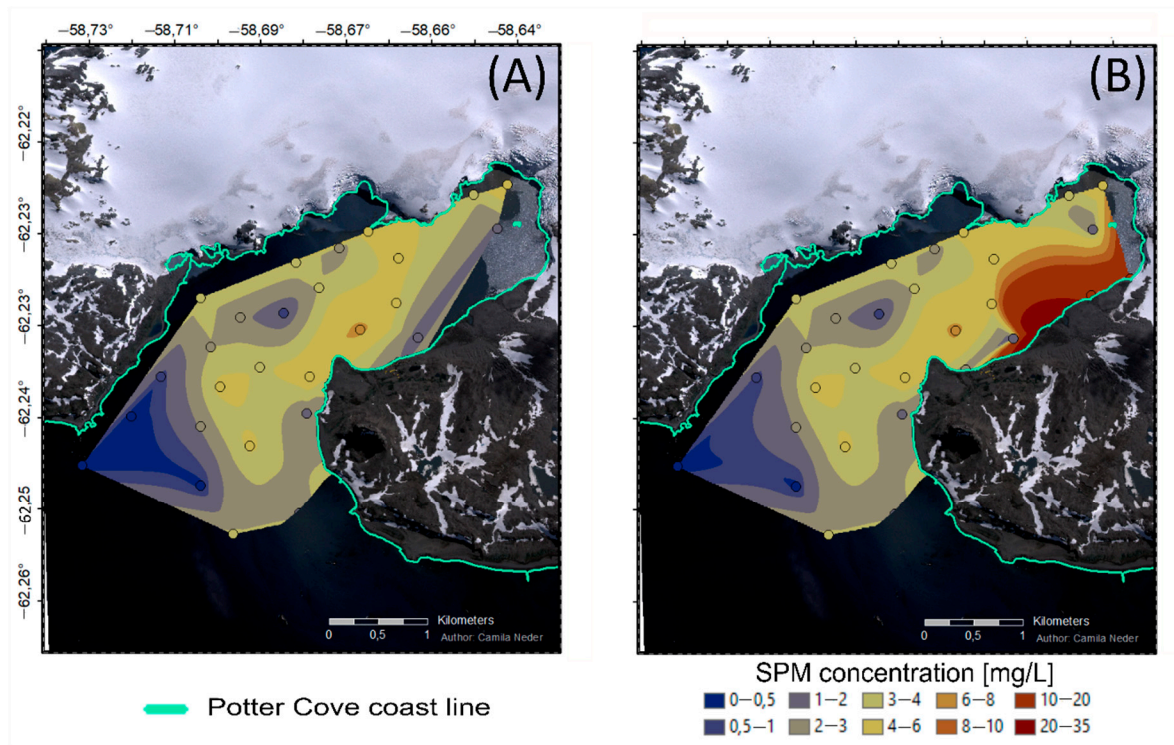 −58,73° −58,71° −58,69° −58,67° −58,66° −58,64°
(A)
(B)
−62,22°
−62,23°
−62,23°
−62,24°
−62,25°
−62,26°
Kilometers
0 0,5 1
Author: Camila Neder
Kilometers
0 0,5 1
Author: Camila Neder
Potter Cove coast line
SPM concentration [mg/L]
0−0,5 1−2 3−4 6−8 10−20
0,5−1 2−3 4−6 8−10 20−35